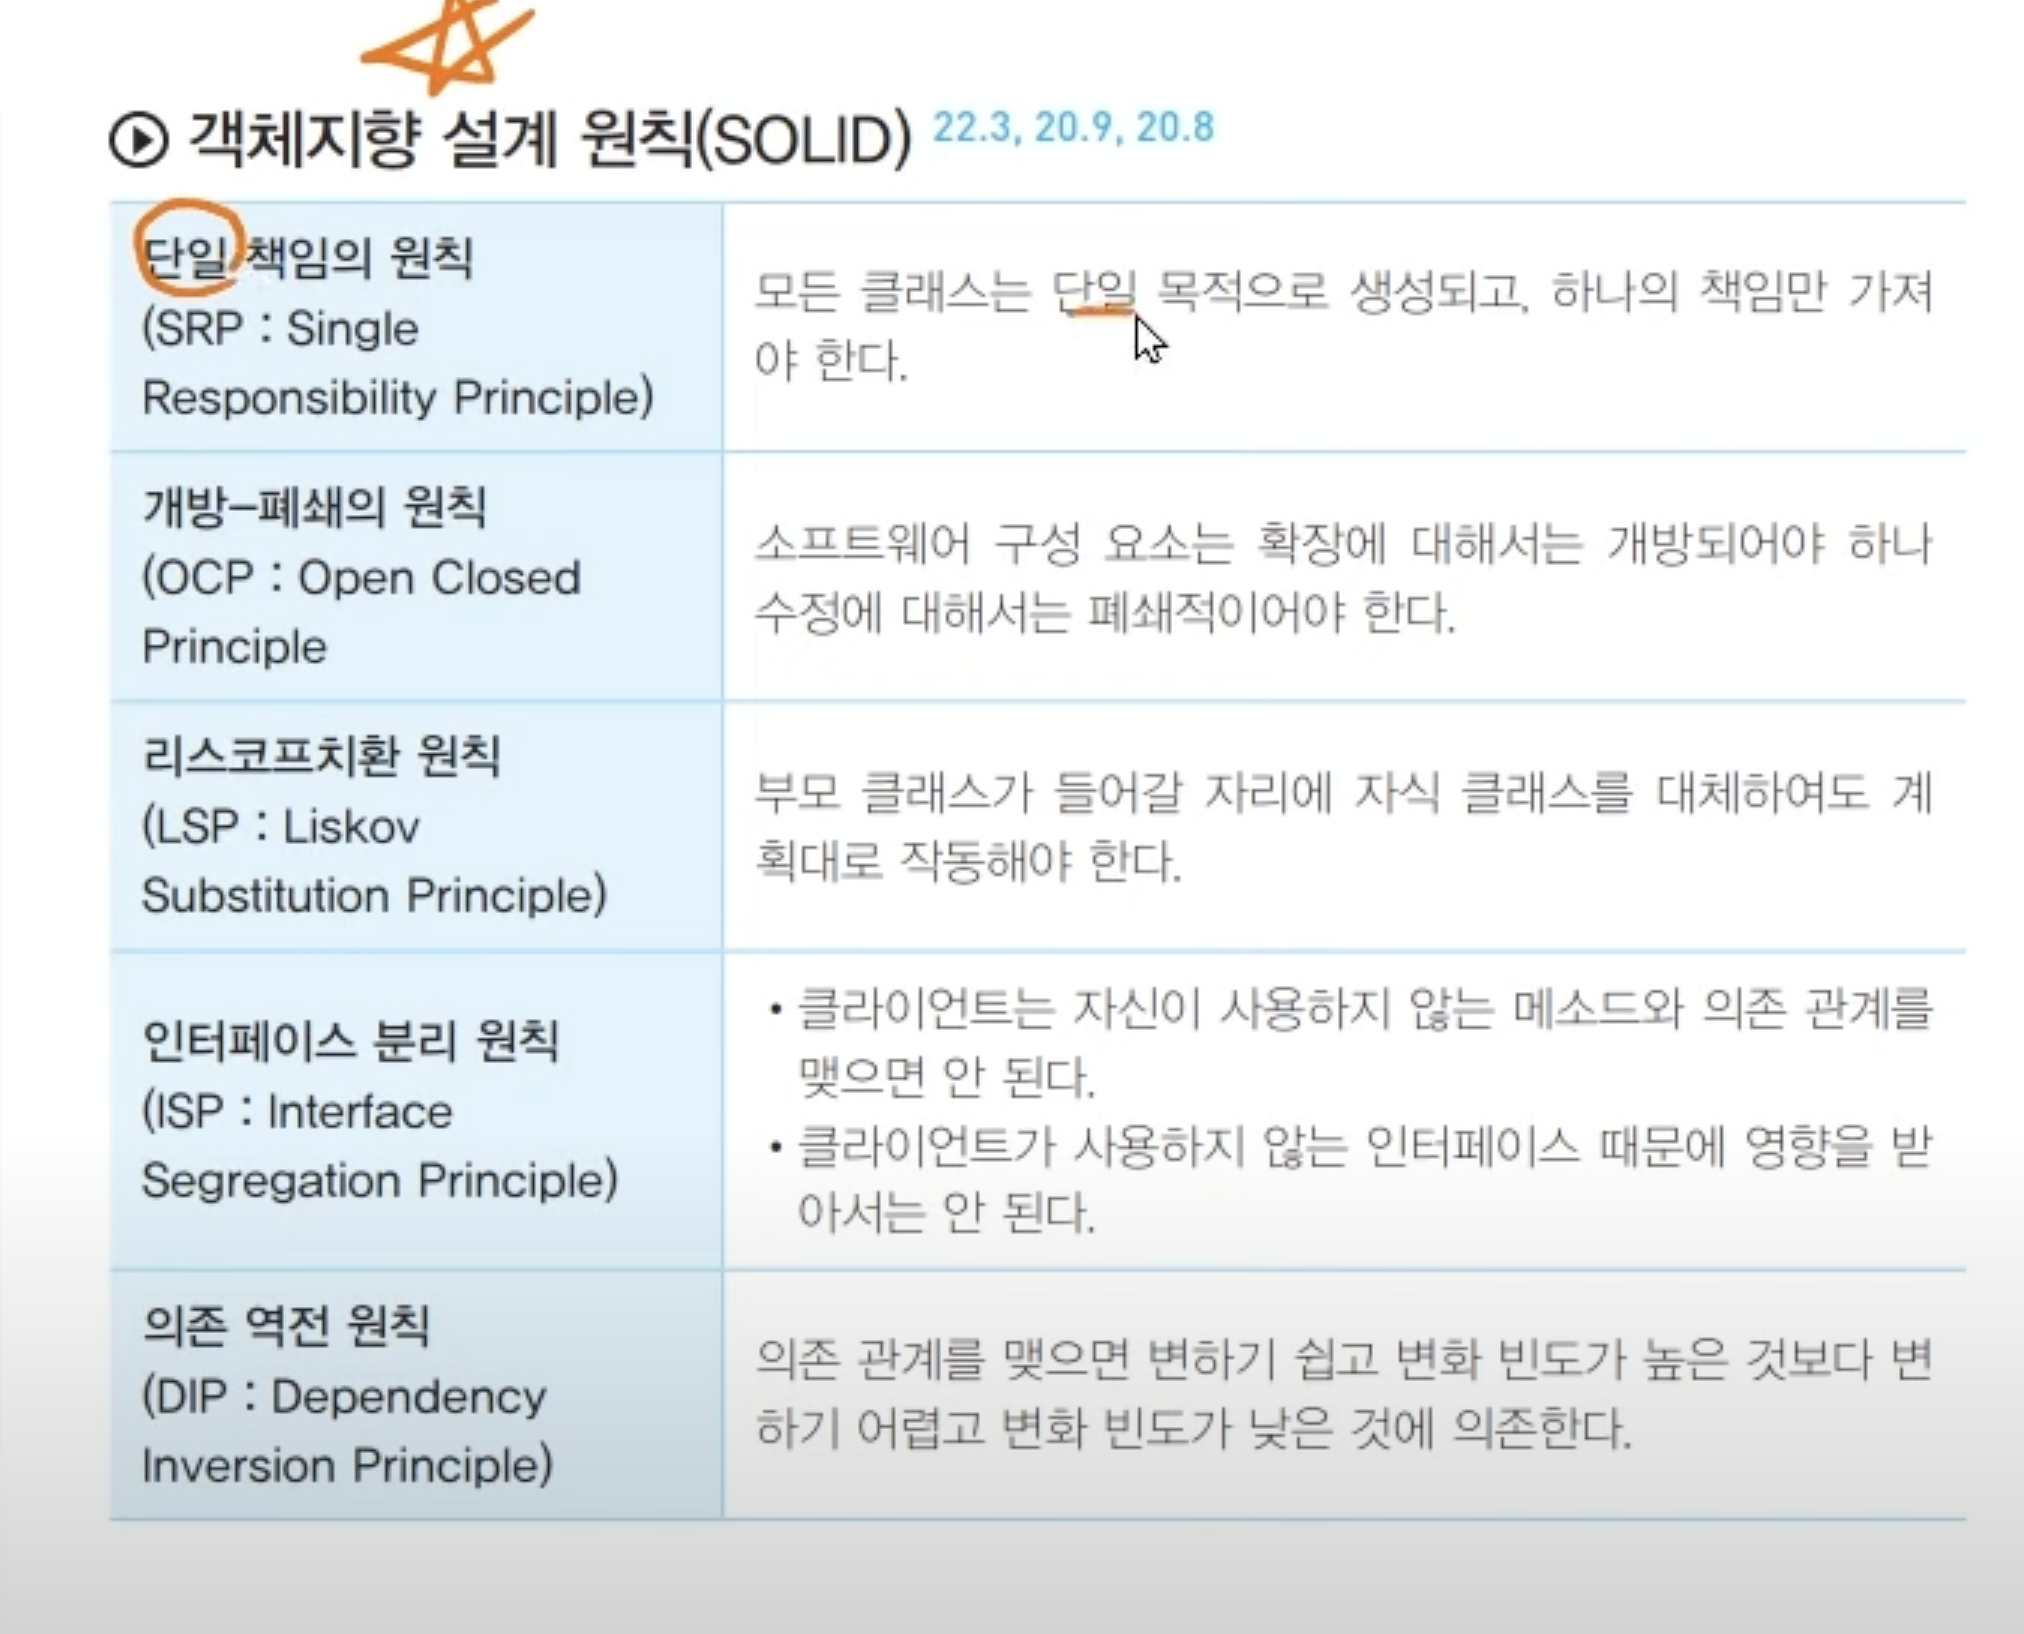 객체지향 설계 원칙(SOLID) 22.3, 20.9, 20.8
단일 책임의 원칙
(SRP : Single
Responsibility Principle)
모든 클래스는 단일 목적으로 생성되고, 하나의 책임만 가져
야 한다.
개방-폐쇄의 원칙
(OCP : Open Closed
Principle
소프트웨어 구성 요소는 확장에 대해서는 개방되어야 하나
수정에 대해서는 폐쇄적이어야 한다.
리스코프치환 원칙
(LSP : Liskov
Substitution Principle)
부모 클래스가 들어갈 자리에 자식 클래스를 대체하여도 계
획대로 작동해야 한다.
인터페이스 분리 원칙
(ISP : Interface
Segregation Principle)
• 클라이언트는 자신이 사용하지 않는 메소드와 의존 관계를
맺으면 안 된다.
• 클라이언트가 사용하지 않는 인터페이스 때문에 영향을 받
아서는 안 된다.
의존 역전 원칙
(DIP : Dependency
Inversion Principle)
의존 관계를 맺으면 변하기 쉽고 변화 빈도가 높은 것보다 변
하기 어렵고 변화 빈도가 낮은 것에 의존한다.